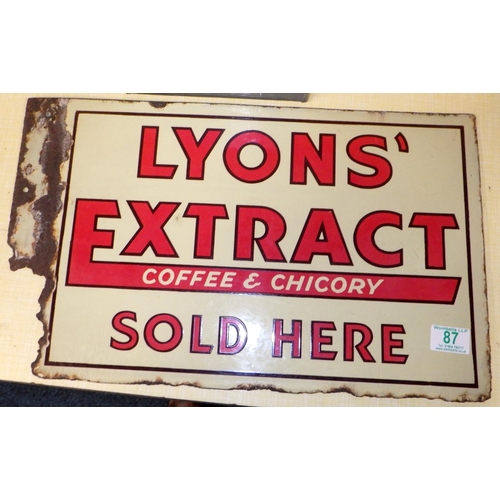 LYONS'
EXTRACT
COFFEE & CHICORY
SOLD HERE
87